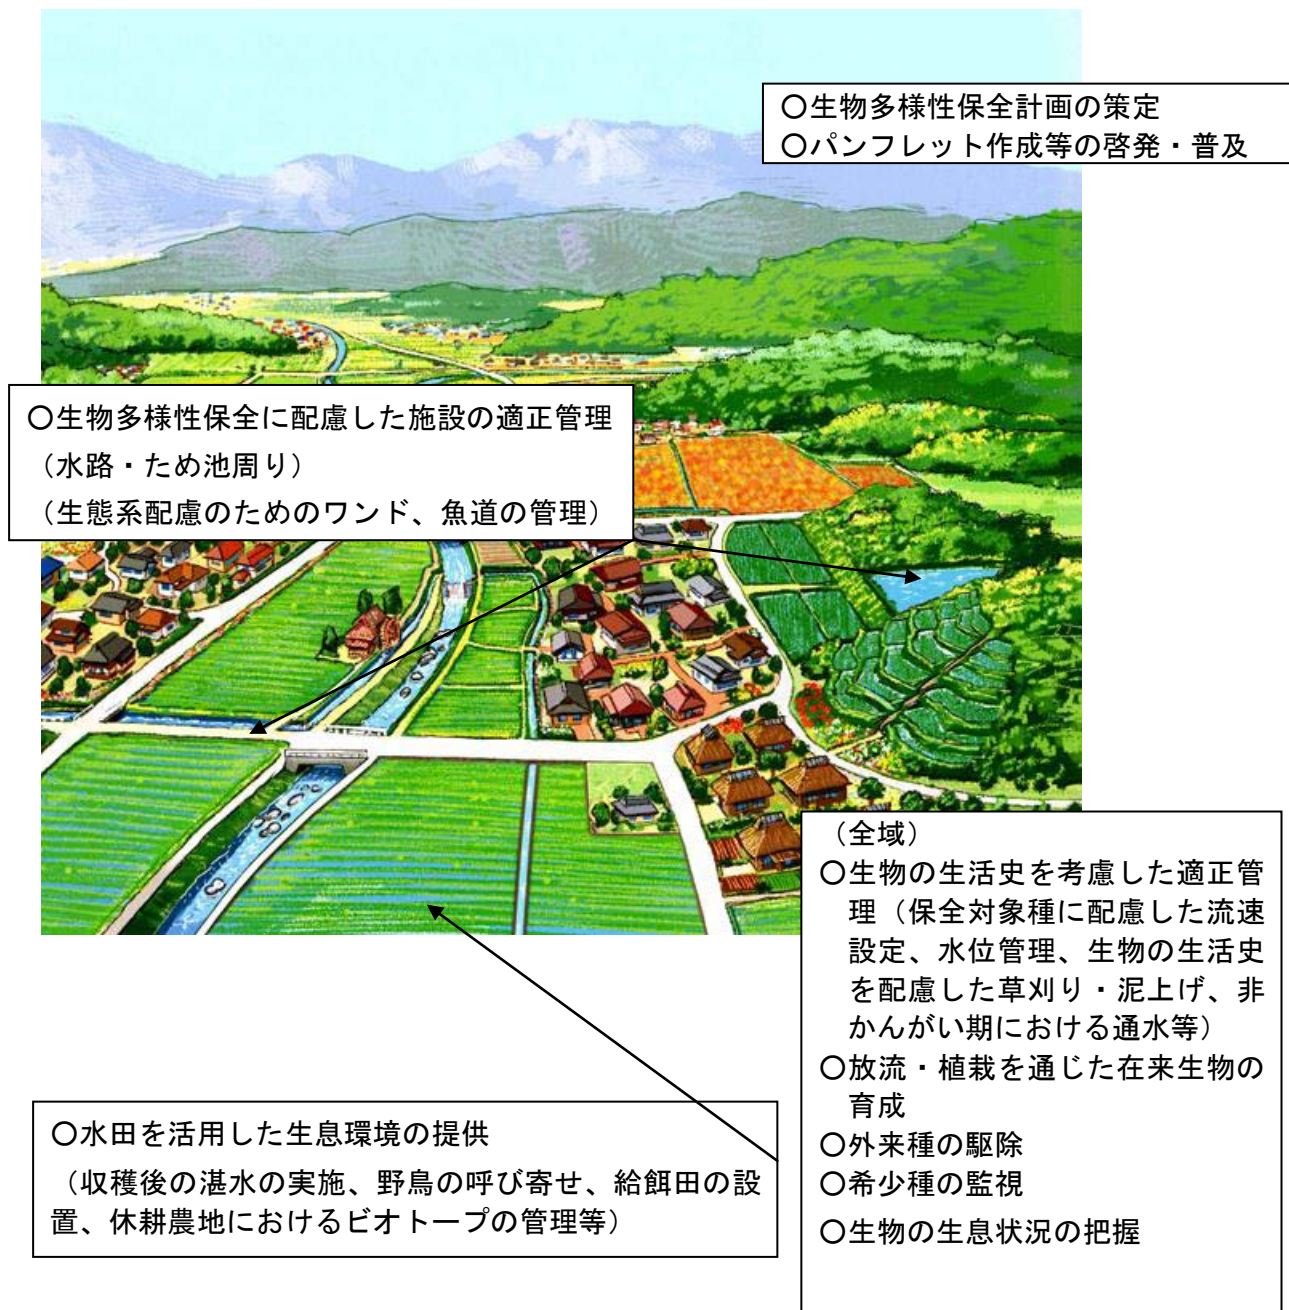 〇生物多様性保全計画の策定
〇パンフレット作成等の啓発・普及
〇生物多様性保全に配慮した施設の適正管理
（水路・ため池周り）
（生態系配慮のためのワンド、魚道の管理）
（全域）
〇生物の生活史を考慮した適正管
理（保全対象種に配慮した流速
設定、水位管理、生物の生活史
を配慮した草刈り・泥上げ、非
かんがい期における通水等）
〇放流・植栽を通じた在来生物の
育成
〇外来種の駆除
〇希少種の監視
〇生物の生息状況の把握
〇水田を活用した生息環境の提供
（収穫後の湛水の実施、野鳥の呼び寄せ、給餌田の設
置、休耕農地におけるビオトープの管理等）